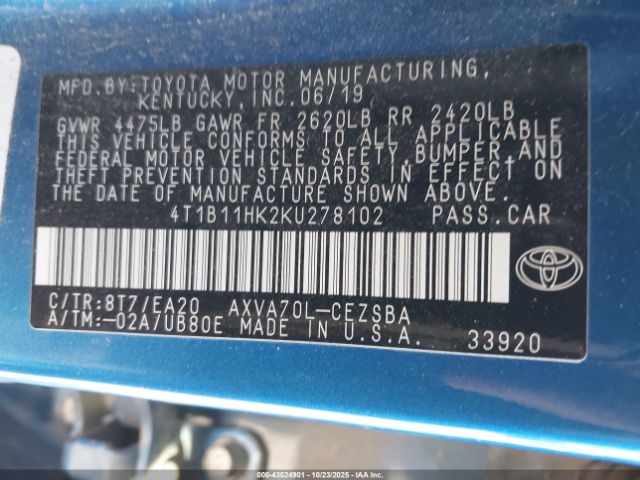 MFD.BY:TOYOTA MOTOR MANUFACTURING,
KENTUCKY, INC.06/19
GVWR 4475LB GAWR FR 2620LB RR 2420LB
THIS VEHICLE CONFORMS TO ALL APPLICABLE
FEDERAL MOTOR VEHICLE SAFETY,BUMPER,AND
THEFT PREVENTION STANDARDS IN EFFECT ON
THE DATE OF MANUFACTURE SHOWN ABOVE.
4T1B11HK2KU278102 PASS.CAR
C/TR:8T7/EA20 AXVA70L-CEZSBA
A/TM:-02A/UB80E MADE IN U.S.A. 33920
000-43524901 - 10/23/2025 - IAA Inc.